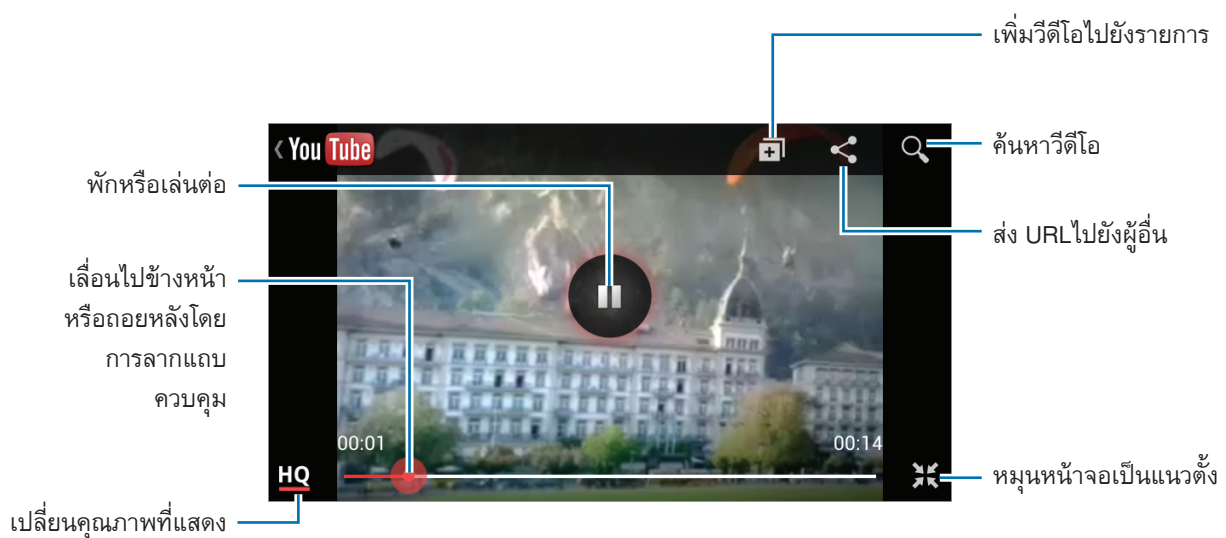 เพิ่มวีดีโอไปยังรายการ
You Tube
ค้นหาวีดีโอ
พักหรือเล่นต่อ
ส่ง URLไปยังผู้อื่น
เลื่อนไปข้างหน้า
หรือถอยหลังโดย
การลากแถบ
ควบคุม
00:01
00:14
HQ
หมุนหน้าจอเป็นแนวตั้ง
เปลี่ยนคุณภาพที่แสดง